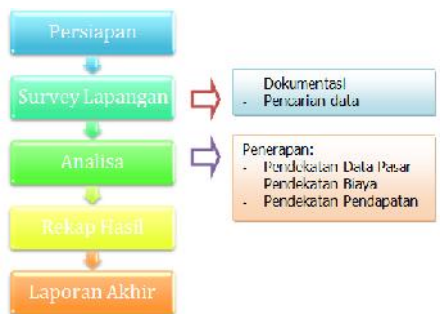 Persiapan
Survey Lapangan
Dokumentasi
- Pencarian data
Analisa
Penerapan:
- Pendekatan Data Pasar
Pendekatan Biaya
- Pendekatan Pendapatan
Rekap Hasil
Laporan Akhir